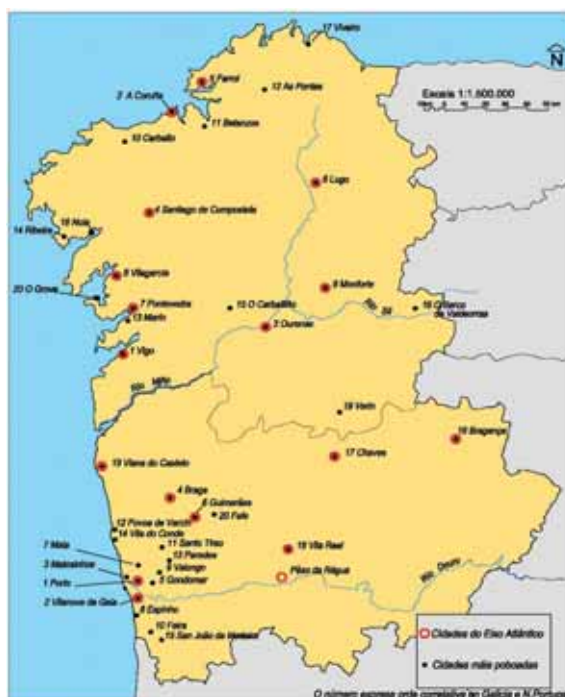 17 Viveiro
N
5 Ferrol
12 As Pontes
Escala 1:1.500.000
2 A Coruña
11 Betanzos
10 Carballo
6 Lugo
4 Santiago de Compostela
18 Noia
14 Ribeira
8 Vilagarcía
9 Monforte
20 O Grove
7 Pontevedra
15 O Carballiño
Río Sil
16 O Barco
de Valdeorras
13 Marín
3 Ourense
1 Vigo
Río Miño
19 Verín
16 Bragança
17 Chaves
19 Viana do Castelo
4 Braga
6 Guimarães
20 Fafe
12 Povoa de Varzim
14 Vila do Conde
11 Santo Tirso
18 Vila Real
7 Maia
13 Paredes
3 Matosinhos
9 Valongo
Pêso da Régua
Río Douro
1 Porto
5 Gondomar
2 Vilanova de Gaia
8 Espinho
10 Feira
15 São João da Madeira
Cidades do Eixo Atlántico
Cidades máis poboadas
O número expresa orde correlativa en Galicia e N.Portugal